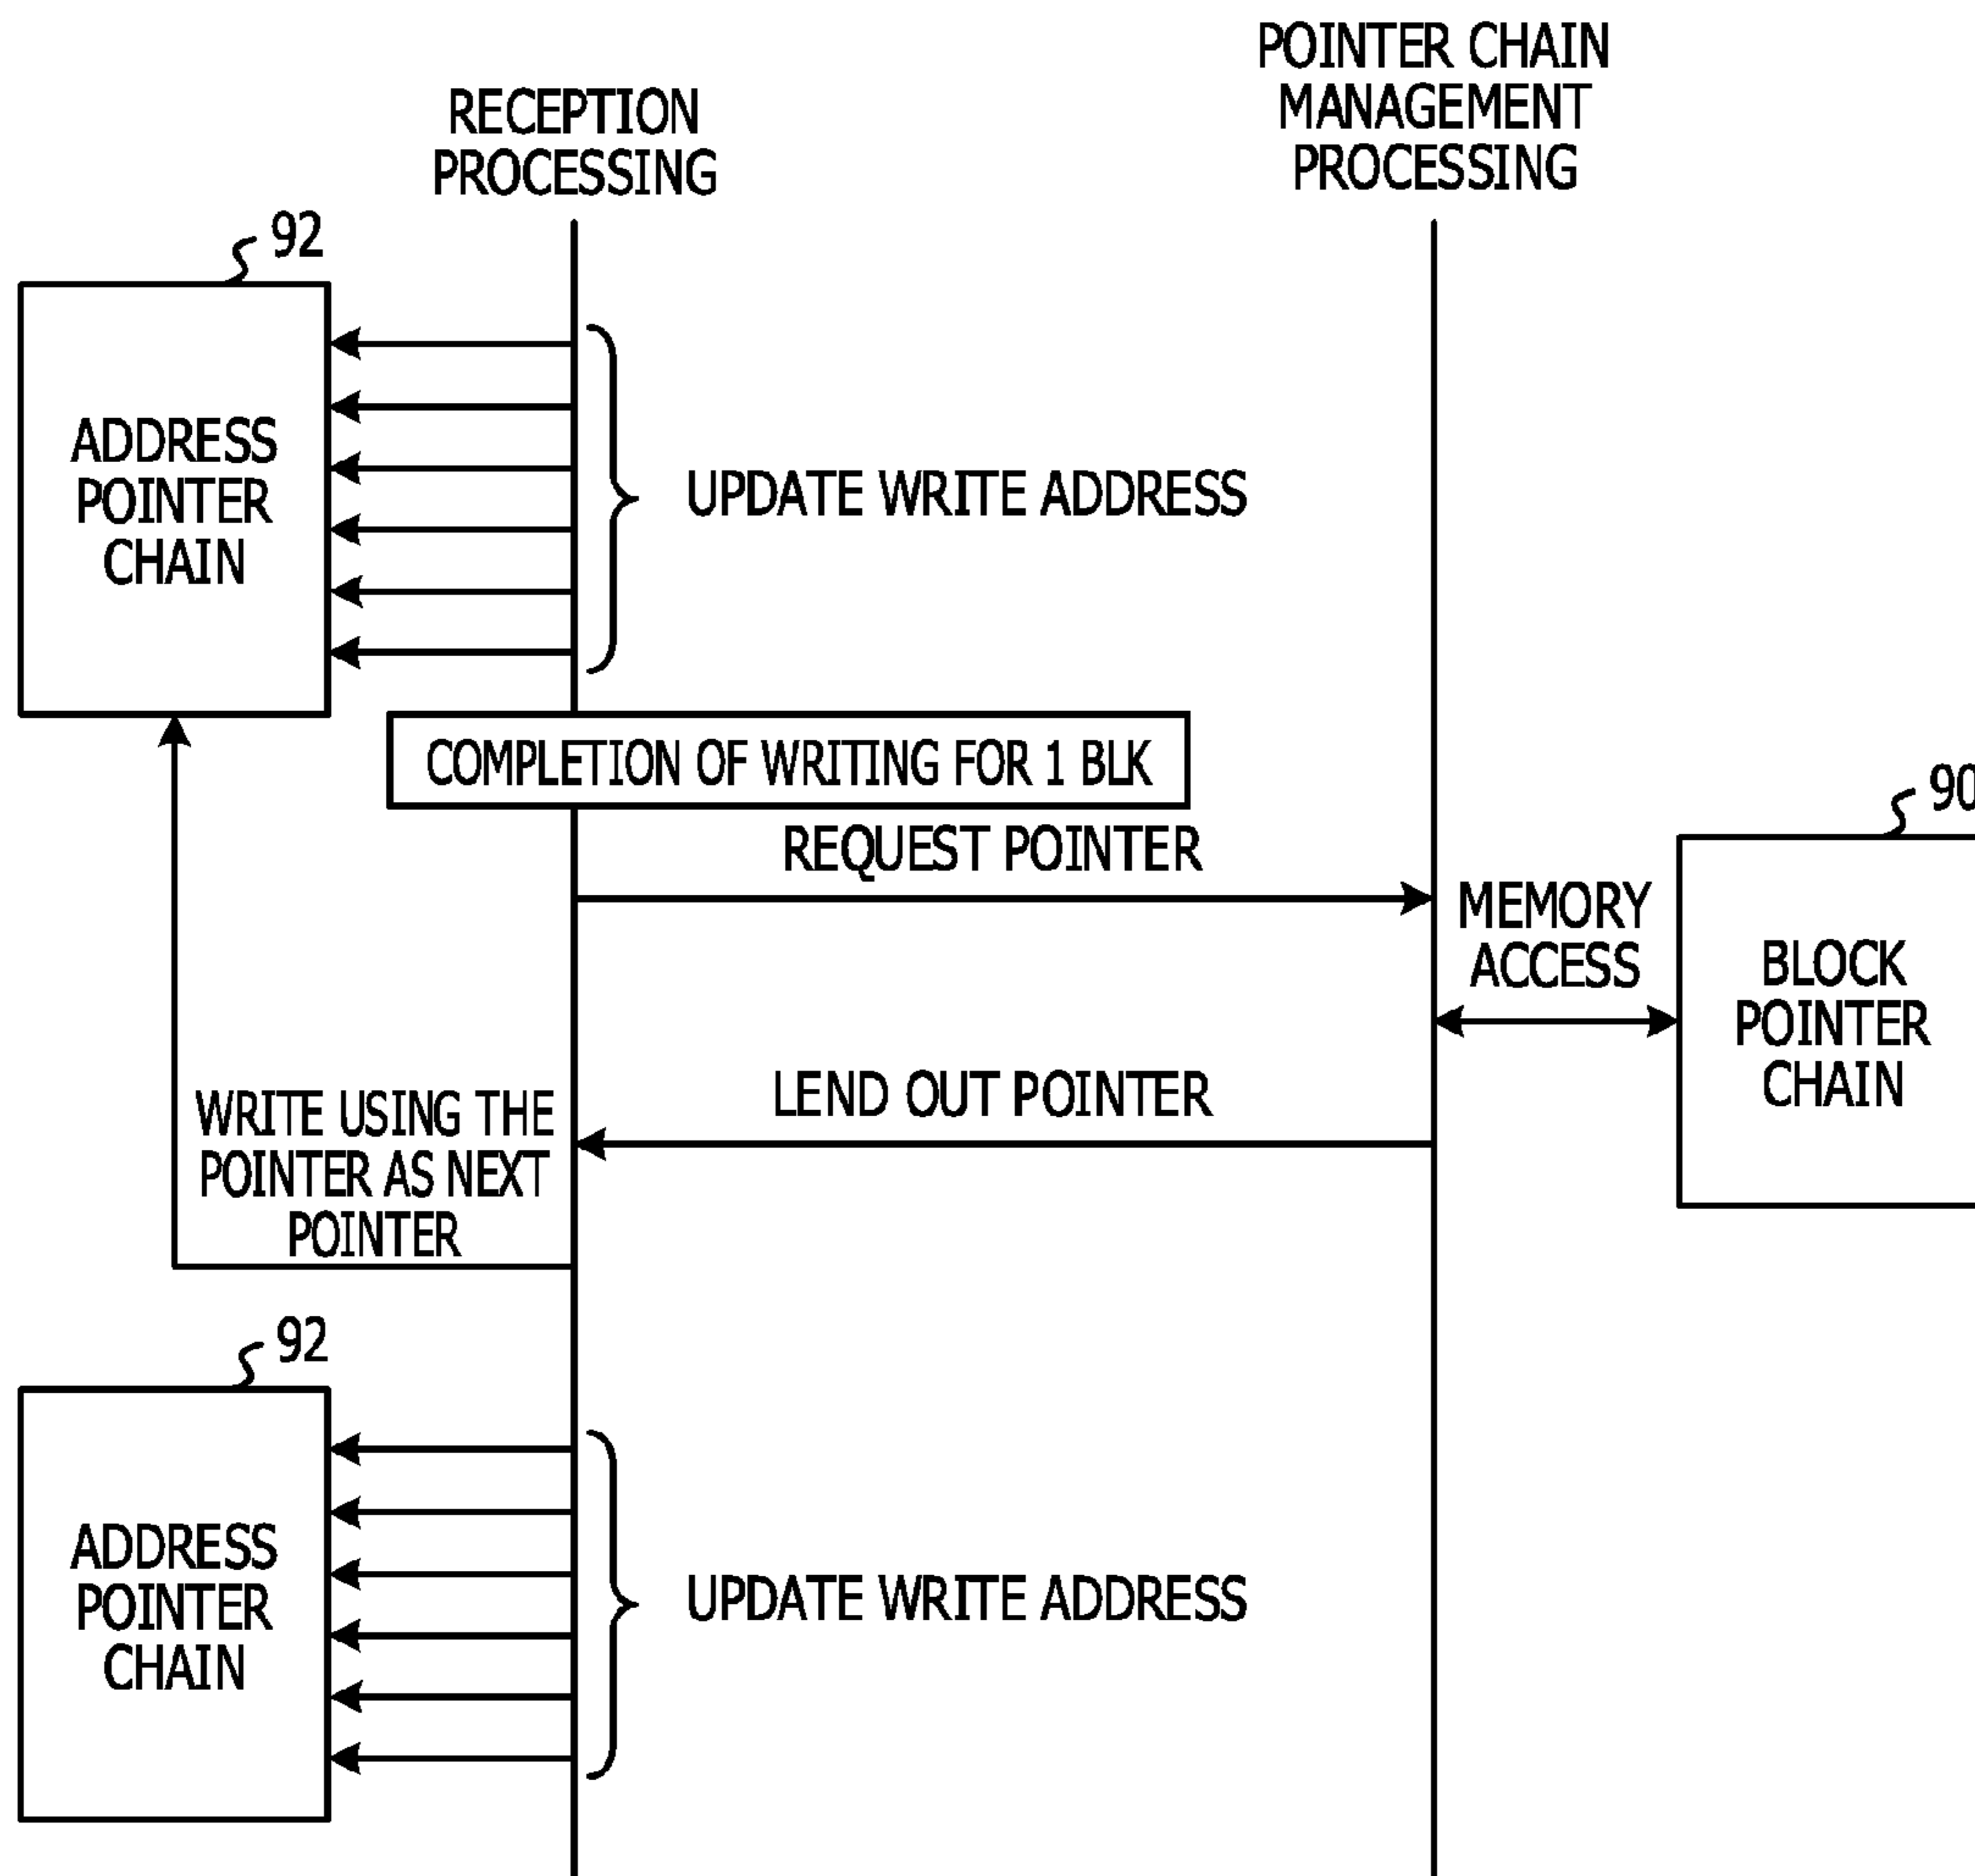 POINTER CHAIN
MANAGEMENT
PROCESSING
RECEPTION
PROCESSING
92
ADDRESS
POINTER
CHAIN
UPDATE WRITE ADDRESS
COMPLETION OF WRITING FOR 1 BLK
REQUEST POINTER
90
MEMORY
ACCESS
BLOCK
POINTER
CHAIN
LEND OUT POINTER
WRITE USING THE
POINTER AS NEXT
POINTER
92
ADDRESS
POINTER
CHAIN
UPDATE WRITE ADDRESS